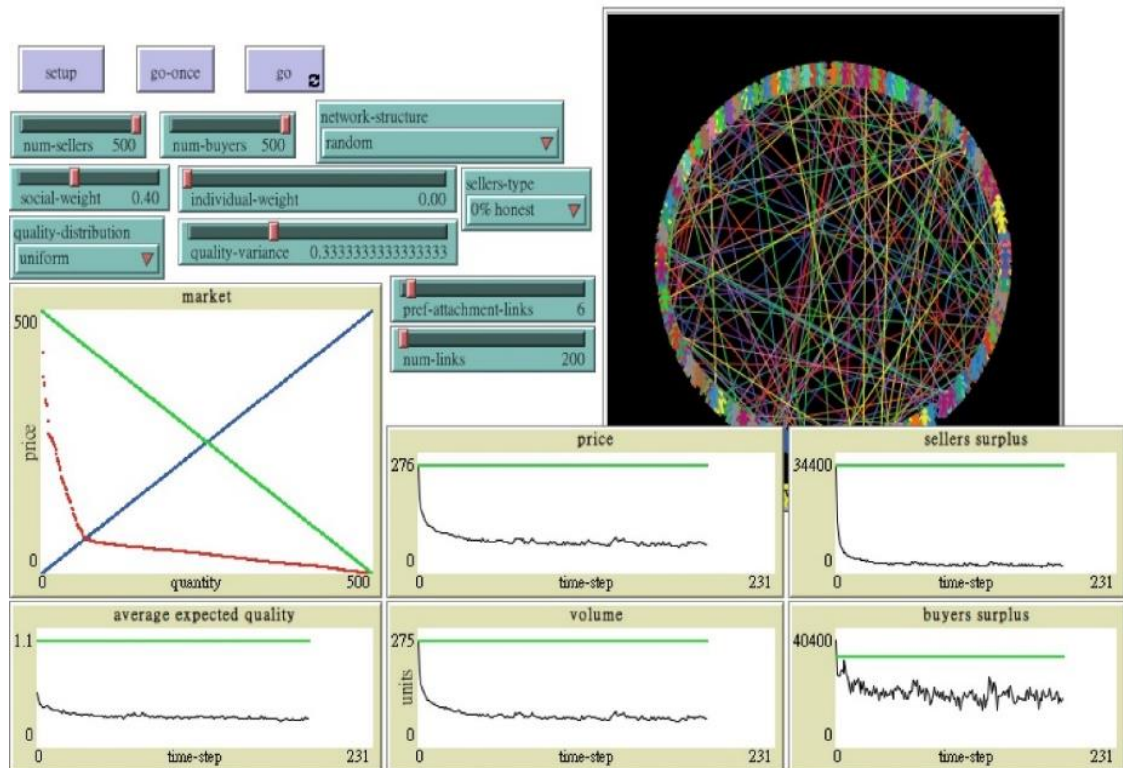 setup
go-once
go
num-sellers 500
num-buyers 500
network-structure
random
social-weight 0.40
individual-weight 0.00
sellers-type
0% honest
quality-distribution
uniform
quality-variance 0.3333333333333333
pref-attachment-links 6
num-links 200
market
500
price
0
0 quantity 500
price
276
0
0 time-step 231
sellers surplus
34400
0
0 time-step 231
average expected quality
1.1
0
0 time-step 231
volume
275
units
0
0 time-step 231
buyers surplus
40400
0
0 time-step 231